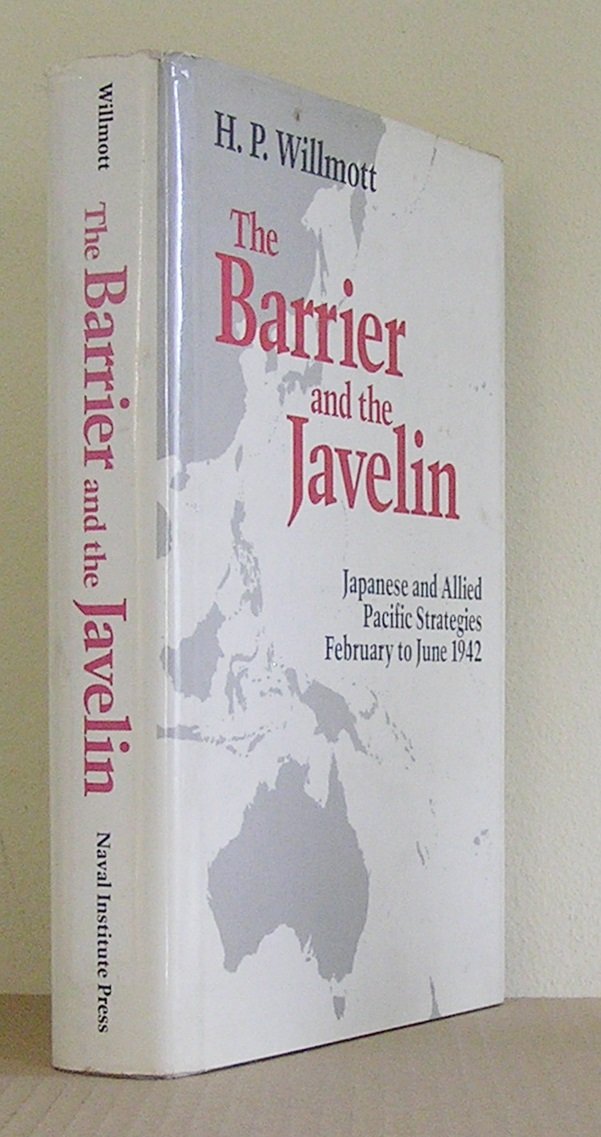 Willmott
The Barrier and the Javelin
Naval Institute Press
H. P. Willmott
The
Barrier
and the
Javelin
Japanese and Allied
Pacific Strategies
February to June 1942